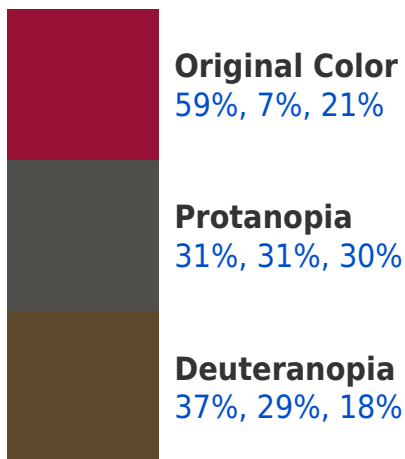 Original Color
59%, 7%, 21%
Protanopia
31%, 31%, 30%
Deuteranopia
37%, 29%, 18%